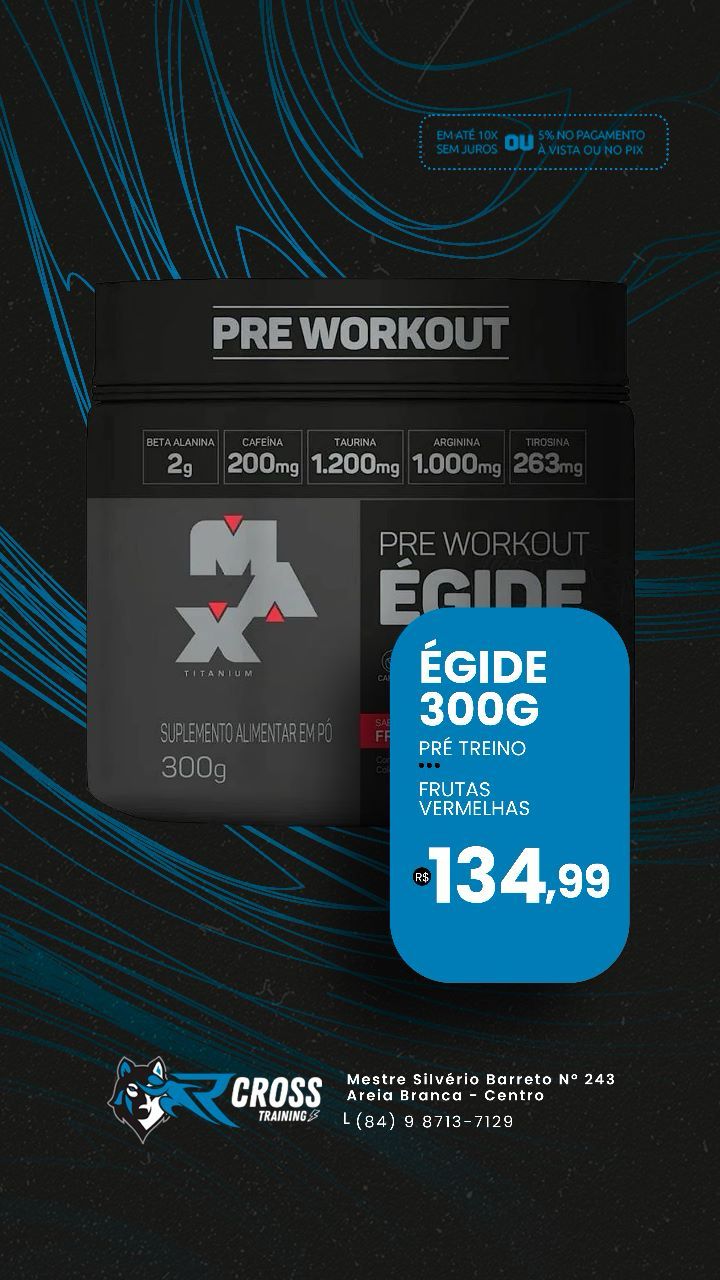 EM ATÉ 10X
SEM JUROS
OU
5% NO PAGAMENTO
À VISTA OU NO PIX
PRE WORKOUT
BETA ALANINA
2g
CAFEÍNA
200mg
TAURINA
1.200mg
ARGININA
1.000mg
TIROSINA
263mg
MAX
TITANIUM
PRE WORKOUT
ÉGIDE
SUPLEMENTO ALIMENTAR EM PÓ
300g
ÉGIDE
300G
PRÉ TREINO
FRUTAS
VERMELHAS
R$134,99
R CROSS
TRAINING
Mestre Silvério Barreto Nº 243
Areia Branca - Centro
(84) 9 8713-7129